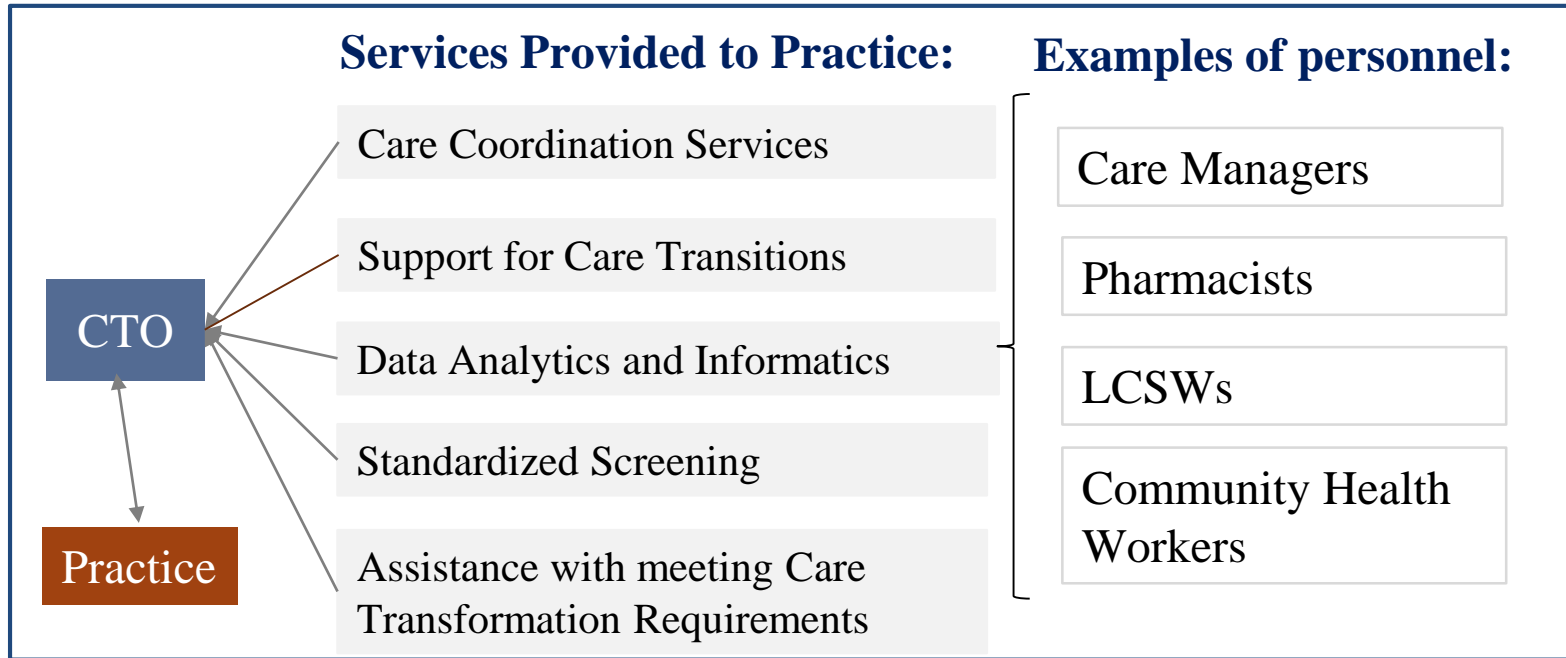 Services Provided to Practice:
Examples of personnel:
Care Coordination Services
Support for Care Transitions
Data Analytics and Informatics
Standardized Screening
Assistance with meeting Care
Transformation Requirements
CTO
Practice
Care Managers
Pharmacists
LCSWs
Community Health
Workers